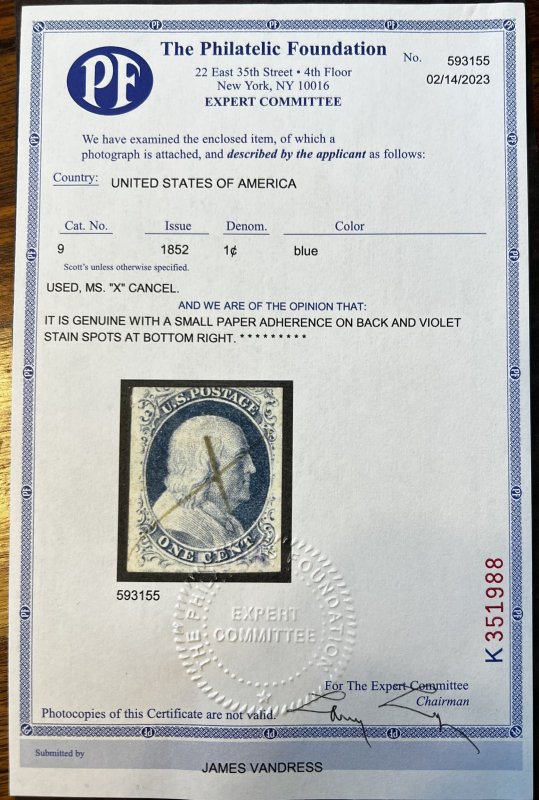 PF
The Philatelic Foundation
22 East 35th Street • 4th Floor
New York, NY 10016
EXPERT COMMITTEE
No. 593155
02/14/2023
We have examined the enclosed item, of which a
photograph is attached, and described by the applicant as follows:
Country: UNITED STATES OF AMERICA
Cat. No. Issue Denom. Color
9 1852 1¢ blue
Scott's unless otherwise specified.
USED, MS. "X" CANCEL.
AND WE ARE OF THE OPINION THAT:
IT IS GENUINE WITH A SMALL PAPER ADHERENCE ON BACK AND VIOLET
STAIN SPOTS AT BOTTOM RIGHT. * * * * * * * * *
U.S. POSTAGE
ONE CENT
593155
THE PHILATELIC FOUNDATION
EXPERT
COMMITTEE
K 351988
For The Expert Committee
Chairman
Photocopies of this Certificate are not valid.
Submitted by
JAMES VANDRESS